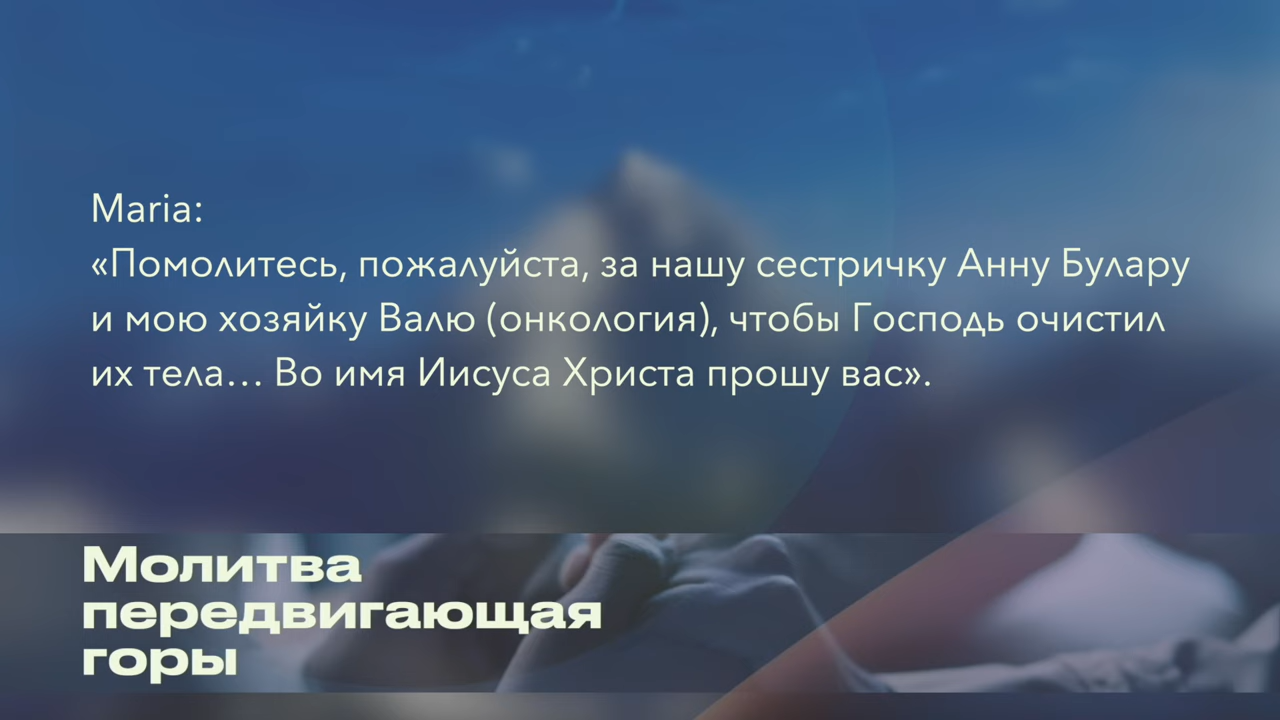 Maria:
«Помолитесь, пожалуйста, за нашу сестричку Анну Булару
и мою хозяйку Валю (онкология), чтобы Господь очистил
их тела... Во имя Иисуса Христа прошу вас».
Молитва
передвигающая
горы